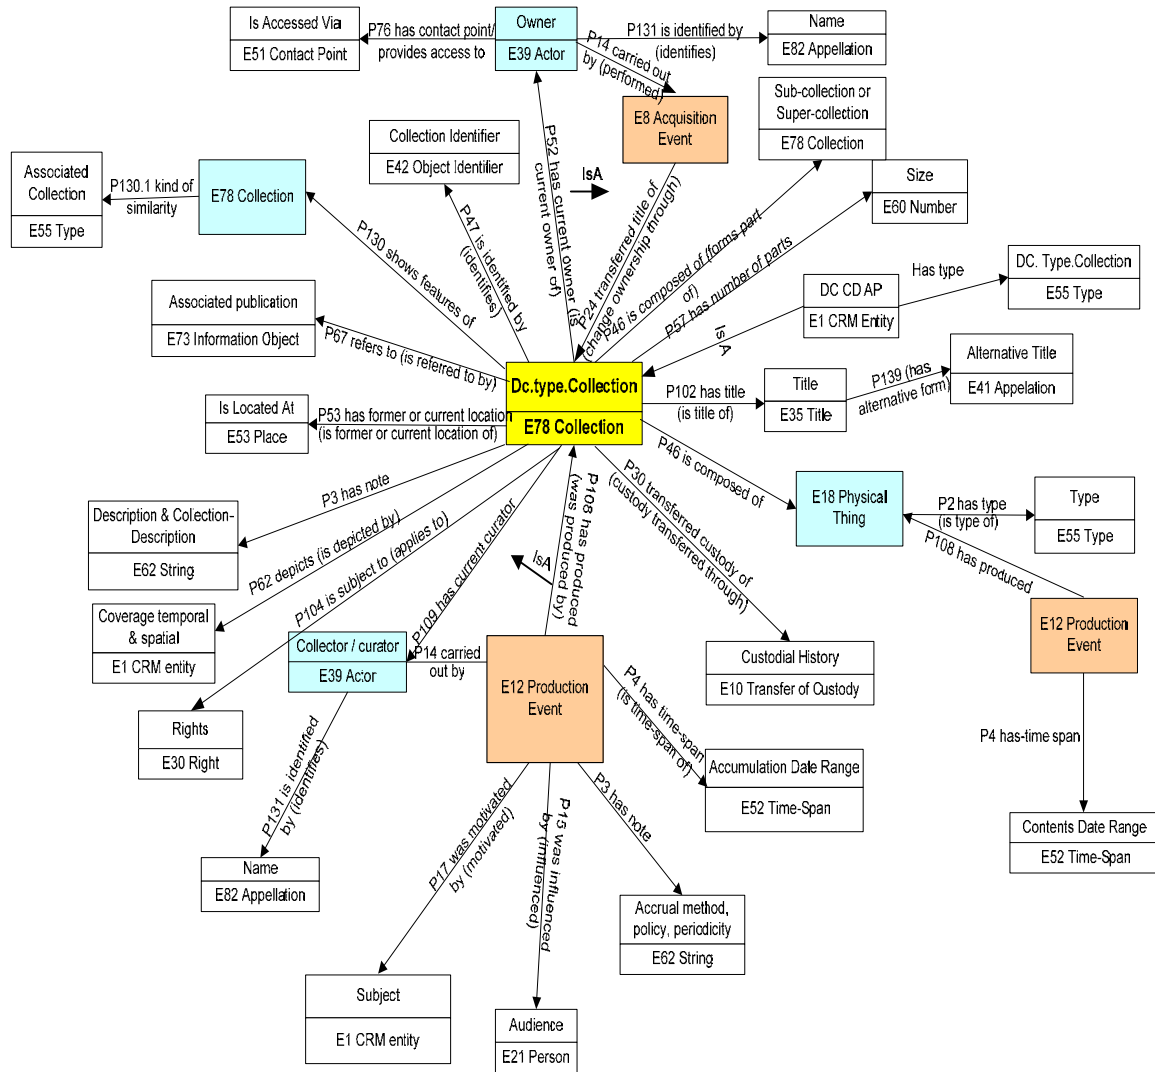 Is Accessed Via
E51 Contact Point
P76 has contact point/
provides access to
Owner
E39 Actor
P131 is identified by
(identifies)
Name
E82 Appellation
P14 carried out
by (performed)
E8 Acquisition
Event
Sub-collection or
Super-collection
E78 Collection
Collection Identifier
E42 Object Identifier
P52 has current owner (is
current owner of)
IsA
Size
E60 Number
Associated
Collection
E55 Type
P130.1 kind of
similarity
E78 Collection
P130 shows features of
P47 is identified by
(identifies)
P24 transferred title of
(change ownership through)
P46 is composed of (forms part
of)
P57 has number of parts
DC CD AP
E1 CRM Entity
Has type
DC. Type.Collection
E55 Type
Is A
Associated publication
E73 Information Object
P67 refers to (is referred to by)
Dc.type.Collection
E78 Collection
P102 has title
(is title of)
Title
E35 Title
P139 (has
alternative form)
Alternative Title
E41 Appelation
Is Located At
E53 Place
P53 has former or current location
(is former or current location of)
P46 is composed of
E18 Physical
Thing
P2 has type
(is type of)
Type
E55 Type
P108 has produced
P3 has note
Description & Collection-
Description
E62 String
P62 depicts (is depicted by)
P104 is subject to (applies to)
P109 has current curator
IsA
P108 has produced
(was produced by)
P30 transferred custody of
(custody transferred through)
E12 Production
Event
Coverage temporal
& spatial
E1 CRM entity
Collector / curator
E39 Actor
P14 carried
out by
E12 Production
Event
Custodial History
E10 Transfer of Custody
P4 has time-span
(is time-span of)
Rights
E30 Right
P4 has-time span
Accumulation Date Range
E52 Time-Span
P131 is identified
by (identifies)
P17 was motivated
by (motivated)
P15 was influenced
by (influenced)
P3 has note
Contents Date Range
E52 Time-Span
Name
E82 Appellation
Accrual method,
policy, periodicity
E62 String
Subject
E1 CRM entity
Audience
E21 Person